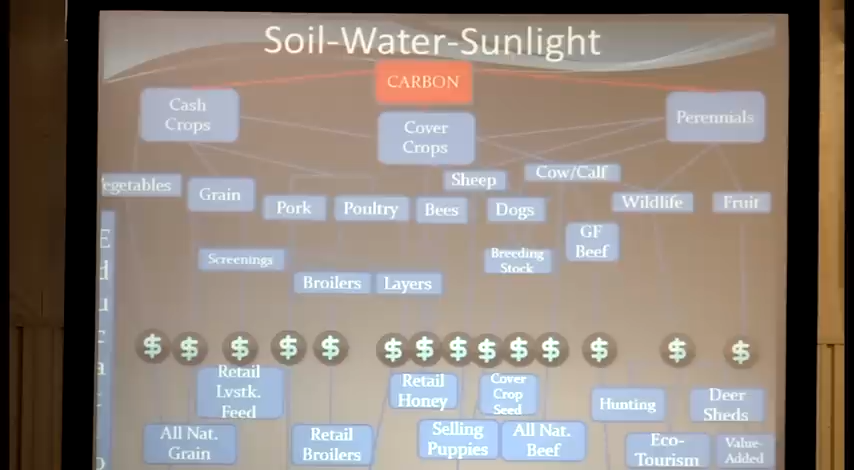 Soil-Water-Sunlight
CARBON
Cash
Crops
Cover
Crops
Perennials
egetables
Grain
Pork
Poultry
Sheep
Bees
Dogs
Cow/Calf
Wildlife
Fruit
GF
Beef
Screenings
Breeding
Stock
Broilers
Layers
E
d
u
c
a
$ $ $ $ $ $ $ $ $ $ $ $ $ $
Retail
Lvstk.
Feed
Retail
Honey
Cover
Crop
Seed
Hunting
Deer
Sheds
All Nat.
Grain
Retail
Broilers
Selling
Puppies
All Nat.
Beef
Eco-
Tourism
Value-
Added